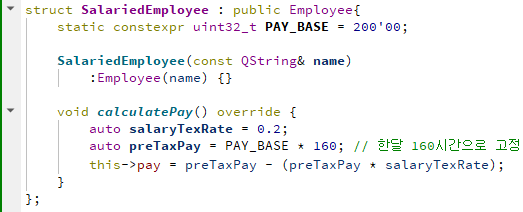 struct SalariedEmployee : public Employee{
    static constexpr uint32_t PAY_BASE = 200'00;
    SalariedEmployee(const QString& name)
        :Employee(name) {}
    void calculatePay() override {
        auto salaryTexRate = 0.2;
        auto preTaxPay = PAY_BASE * 160; // 한달 160시간으로 고정
        this->pay = preTaxPay - (preTaxPay * salaryTexRate);
    }
};